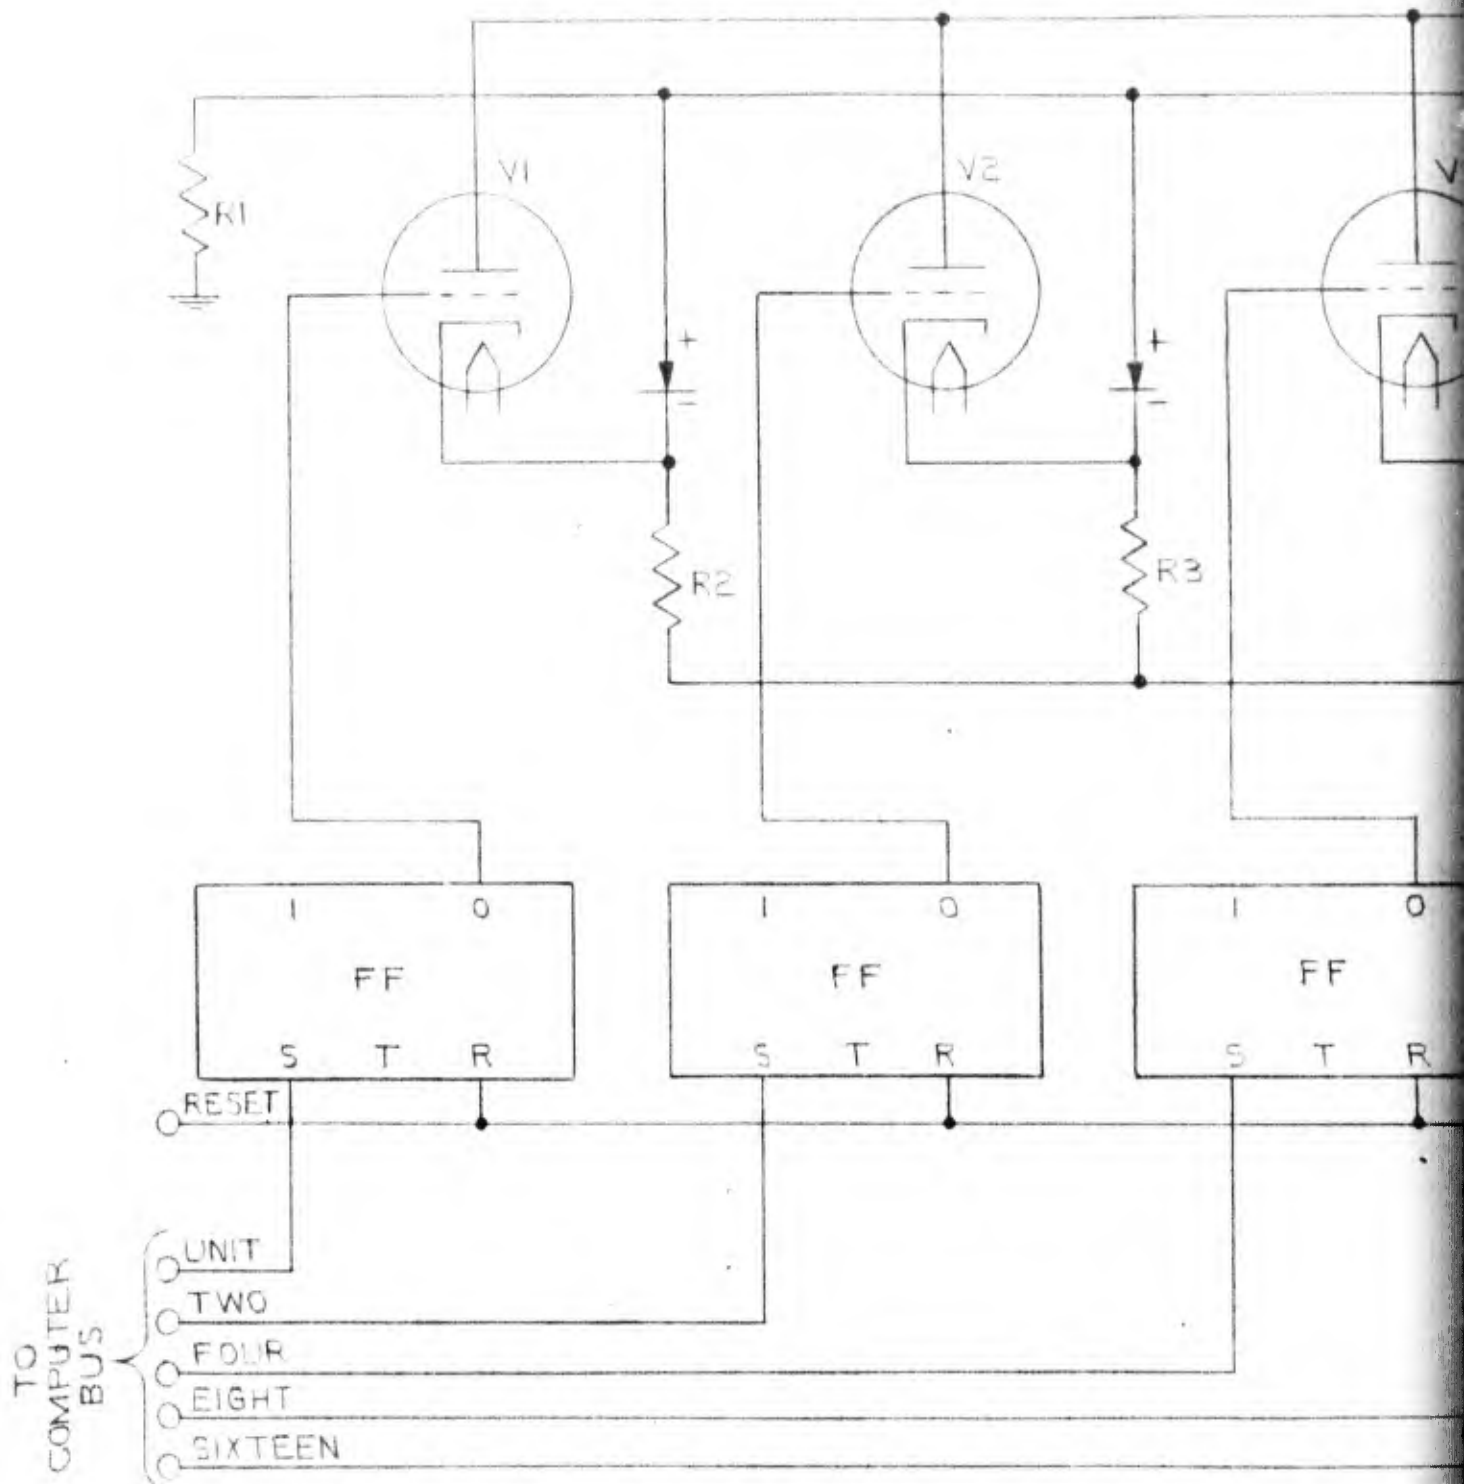 V1
V2
V
R1
+
+
R2
R3
1 0
FF
S T R
1 0
FF
S T R
1 0
FF
S T R
RESET
UNIT
TWO
FOUR
EIGHT
SIXTEEN
TO
COMPUTER
BUS